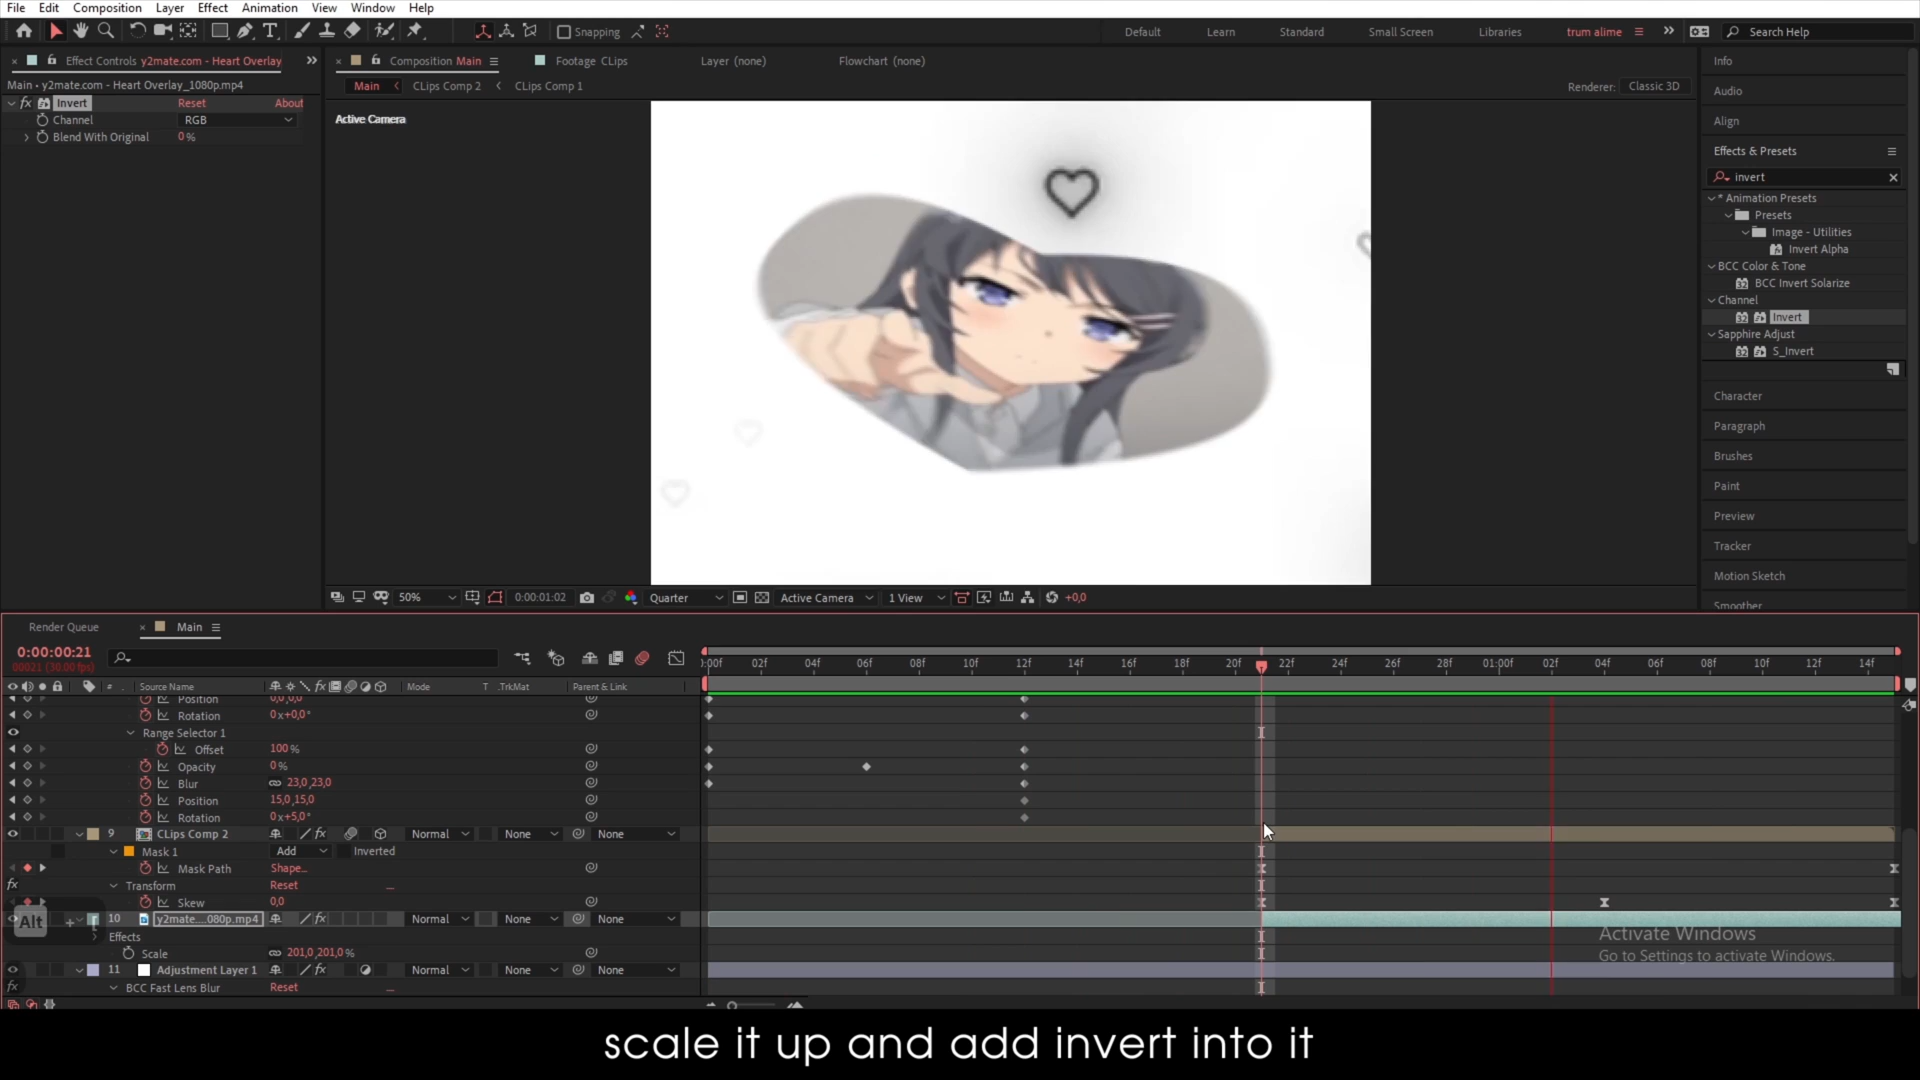 File Edit Composition Layer Effect Animation View Window Help
Snapping
Default Learn Standard Small Screen Libraries trum alime Search Help
Effect Controls y2mate.com - Heart Overlay
Composition Main
Footage CLips
Layer (none)
Flowchart (none)
Main • y2mate.com - Heart Overlay_1080p.mp4
Main CLips Comp 2 CLips Comp 1
Renderer: Classic 3D
fx Invert Reset About
Channel RGB
Blend With Original 0 %
Active Camera
Info
Audio
Align
Effects & Presets
invert
* Animation Presets
Presets
Image - Utilities
Invert Alpha
BCC Color & Tone
BCC Invert Solarize
Channel
Invert
Sapphire Adjust
S_Invert
Character
Paragraph
Brushes
Paint
Preview
Tracker
Motion Sketch
Smoother
50% 0:00:01:02 Quarter Active Camera 1 View +0,0
Render Queue Main
0:00:00:21
00021 (30.00 fps)
):00f 02f 04f 06f 08f 10f 12f 14f 16f 18f 20f 22f 24f 26f 28f 01:00f 02f 04f 06f 08f 10f 12f 14f
# Source Name fx Mode T .TrkMat Parent & Link
Position 0,0,0,0
Rotation 0x+0,0°
Range Selector 1
Offset 100 %
Opacity 0 %
Blur 23,0,23,0
Position 15,0,15,0
Rotation 0x+5,0°
9 CLips Comp 2 fx Normal None None
Mask 1 Add Inverted
Mask Path Shape...
fx Transform Reset
Skew 0,0
10 y2mate....080p.mp4 fx Normal None None
Alt
Effects
Scale 201,0,201,0 %
11 Adjustment Layer 1 fx Normal None None
fx BCC Fast Lens Blur Reset
Activate Windows
Go to Settings to activate Windows.
scale it up and add invert into it